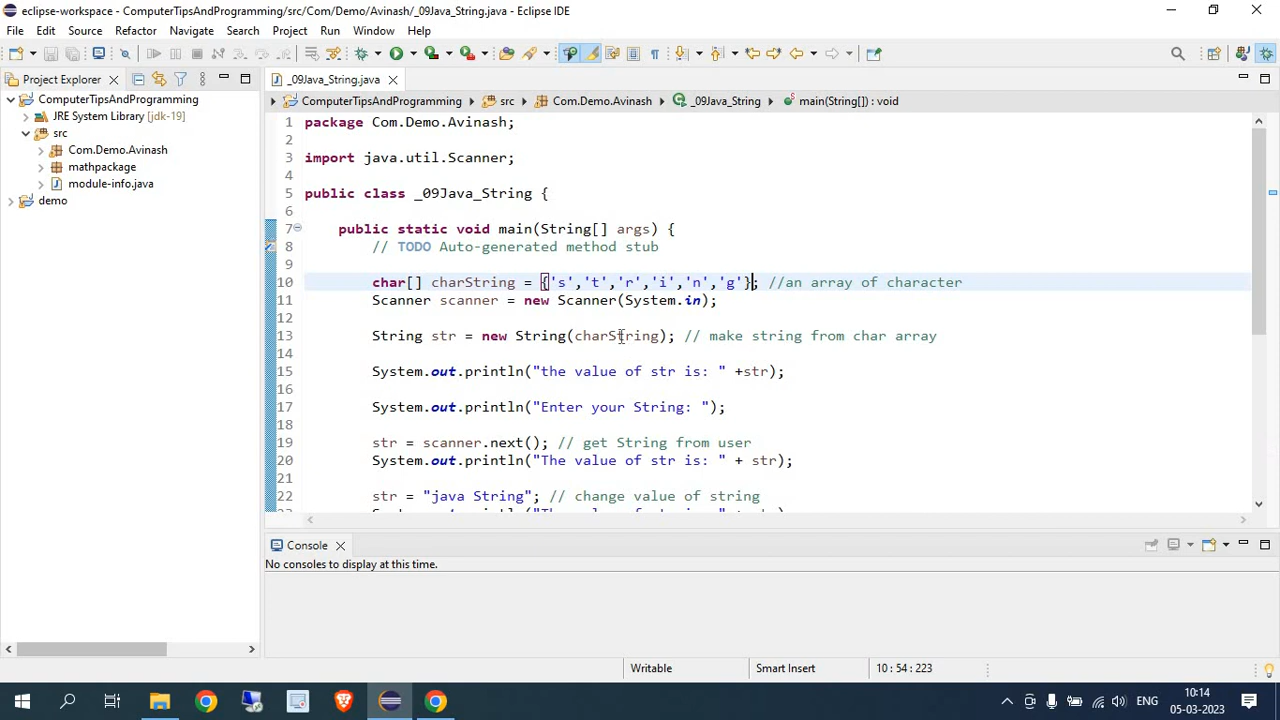 eclipse-workspace - ComputerTipsAndProgramming/src/Com/Demo/Avinash/_09Java_String.java - Eclipse IDE
File Edit Source Refactor Navigate Search Project Run Window Help
Project Explorer
_09Java_String.java
ComputerTipsAndProgramming
JRE System Library [jdk-19]
src
Com.Demo.Avinash
mathpackage
module-info.java
demo
ComputerTipsAndProgramming src Com.Demo.Avinash _09Java_String main(String[]) : void
1 package Com.Demo.Avinash;
2
3 import java.util.Scanner;
4
5 public class _09Java_String {
6
7 public static void main(String[] args) {
8 // TODO Auto-generated method stub
9
10 char[] charString = {'s','t','r','i','n','g'}; //an array of character
11 Scanner scanner = new Scanner(System.in);
12
13 String str = new String(charString); // make string from char array
14
15 System.out.println("the value of str is: " +str);
16
17 System.out.println("Enter your String: ");
18
19 str = scanner.next(); // get String from user
20 System.out.println("The value of str is: " + str);
21
22 str = "java String"; // change value of string
Console
No consoles to display at this time.
Writable Smart Insert 10 : 54 : 223
ENG
10:14
05-03-2023